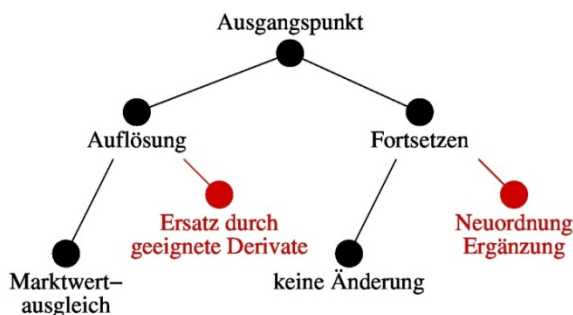 Ausgangspunkt
Auflösung
Fortsetzen
Ersatz durch
geeignete Derivate
Neuordnung
Ergänzung
Marktwert–
ausgleich
keine Änderung